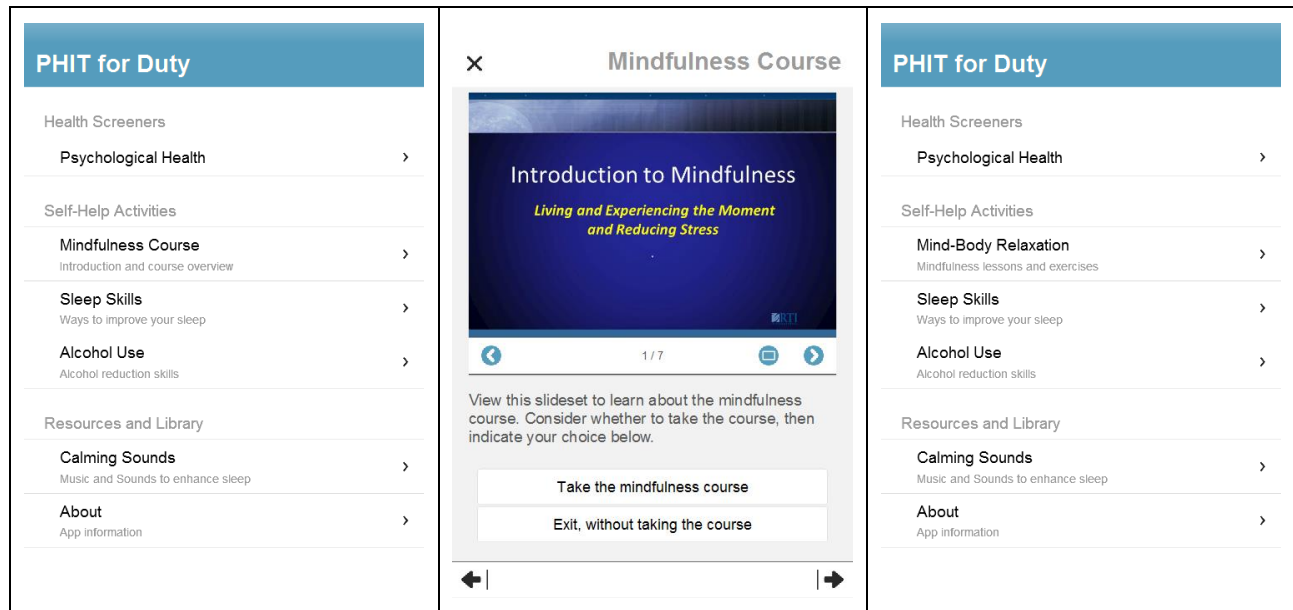 PHIT for Duty
Health Screeners
Psychological Health
Self-Help Activities
Mindfulness Course
Introduction and course overview
Sleep Skills
Ways to improve your sleep
Alcohol Use
Alcohol reduction skills
Resources and Library
Calming Sounds
Music and Sounds to enhance sleep
About
App information
Mindfulness Course
Introduction to Mindfulness
Living and Experiencing the Moment
and Reducing Stress
RTI
1 / 7
View this slideset to learn about the mindfulness
course. Consider whether to take the course, then
indicate your choice below.
Take the mindfulness course
Exit, without taking the course
PHIT for Duty
Health Screeners
Psychological Health
Self-Help Activities
Mind-Body Relaxation
Mindfulness lessons and exercises
Sleep Skills
Ways to improve your sleep
Alcohol Use
Alcohol reduction skills
Resources and Library
Calming Sounds
Music and Sounds to enhance sleep
About
App information